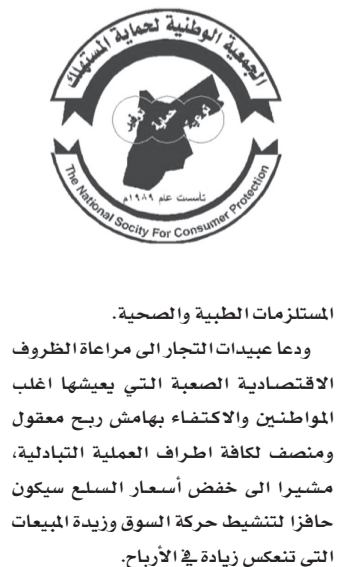 الجمعية الوطنية لحماية المستهلك
توعية
حماية
تأسست عام ١٩٨٩م
The National Socity For Consumer Protection
المستلزمات الطبية والصحية.
ودعا عبيدات التجار الى مراعاة الظروف
الاقتصادية الصعبة التي يعيشها اغلب
المواطنين والاكتفاء بهامش ربح معقول
ومنصف لكافة اطراف العملية التبادلية،
مشيرا الى خفض أسعار السلع سيكون
حافزا لتنشيط حركة السوق وزيدة المبيعات
التي تنعكس زيادة في الأرباح.